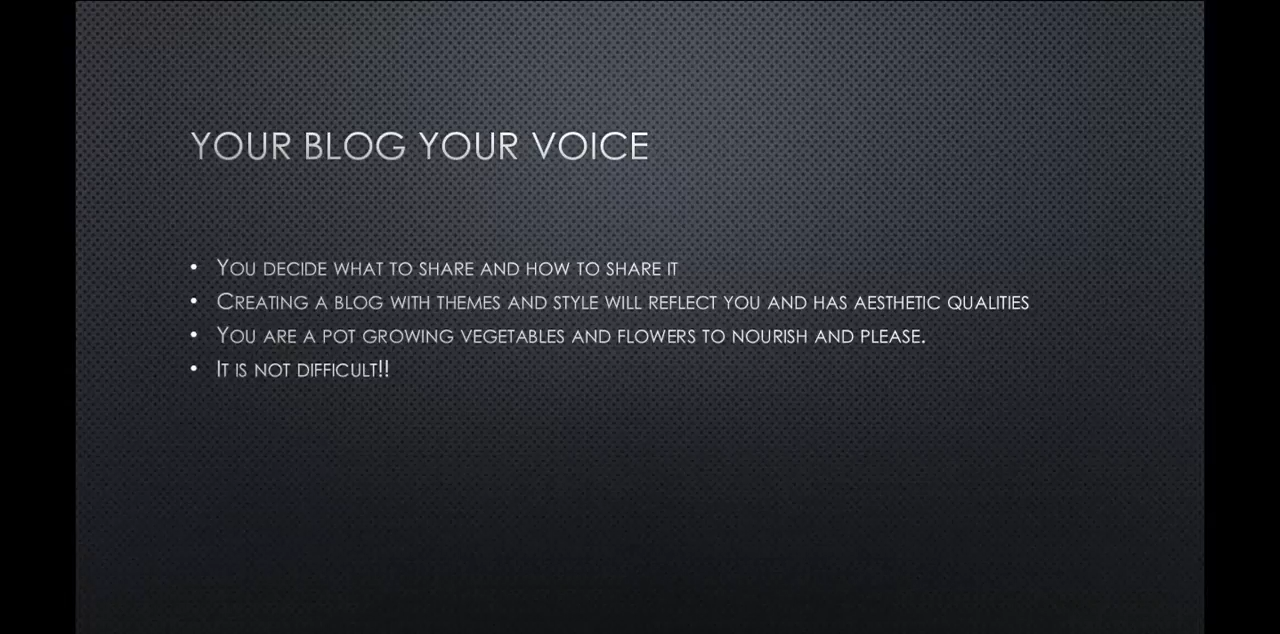 YOUR BLOG YOUR VOICE
• YOU DECIDE WHAT TO SHARE AND HOW TO SHARE IT
• CREATING A BLOG WITH THEMES AND STYLE WILL REFLECT YOU AND HAS AESTHETIC QUALITIES
• YOU ARE A POT GROWING VEGETABLES AND FLOWERS TO NOURISH AND PLEASE.
• IT IS NOT DIFFICULT!!